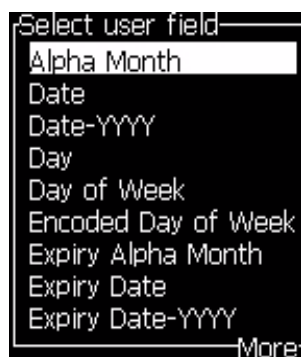 Select user field
Alpha Month
Date
Date-YYYY
Day
Day of Week
Encoded Day of Week
Expiry Alpha Month
Expiry Date
Expiry Date-YYYY
More